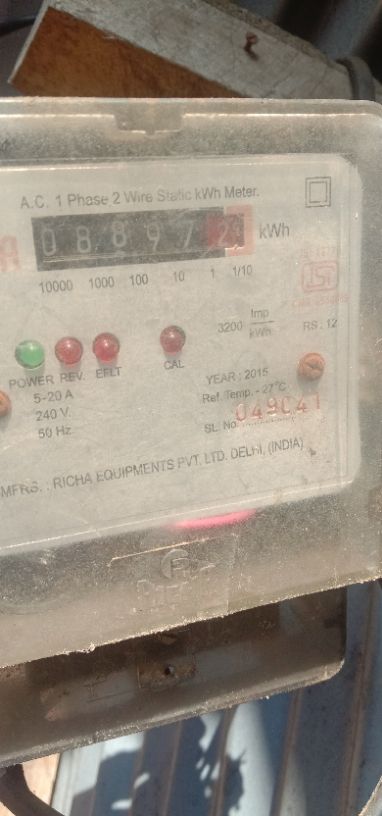 A.C. 1 Phase 2 Wire Static kWh Meter.
0 8 8 9 7 2 kWh
10000 1000 100 10 1 1/10
ISI
3200 Imp/kWh RS : 12
POWER REV. EFLT CAL
5-20 A
240 V.
50 Hz
YEAR : 2015
Ref. Temp. - 27°C
SL. No. 049041
MFRS. : RICHA EQUIPMENTS PVT. LTD. DELHI, (INDIA)